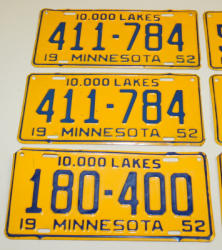 10,000 LAKES
411-784
19 MINNESOTA 52
10,000 LAKES
411-784
19 MINNESOTA 52
10,000 LAKES
180-400
19 MINNESOTA 52